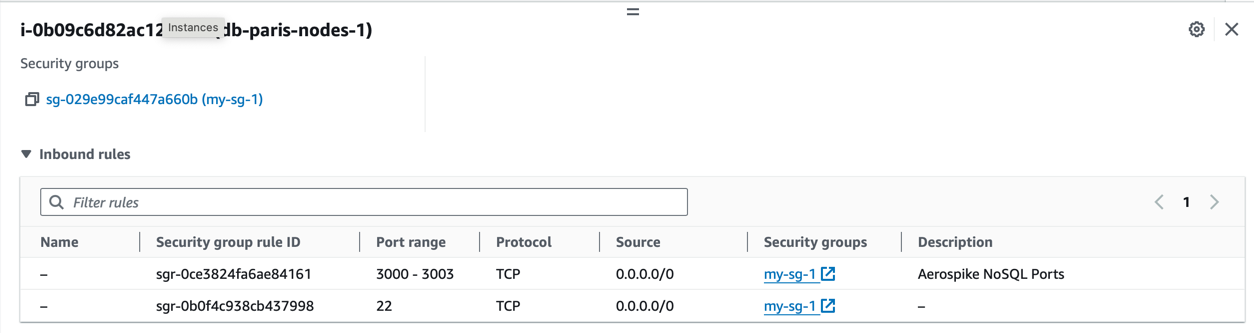 i-0b09c6d82ac12 Instances db-paris-nodes-1)
Security groups
sg-029e99caf447a660b (my-sg-1)
Inbound rules
Filter rules
1
Name Security group rule ID Port range Protocol Source Security groups Description
– sgr-0ce3824fa6ae84161 3000 - 3003 TCP 0.0.0.0/0 my-sg-1 Aerospike NoSQL Ports
– sgr-0b0f4c938cb437998 22 TCP 0.0.0.0/0 my-sg-1 –